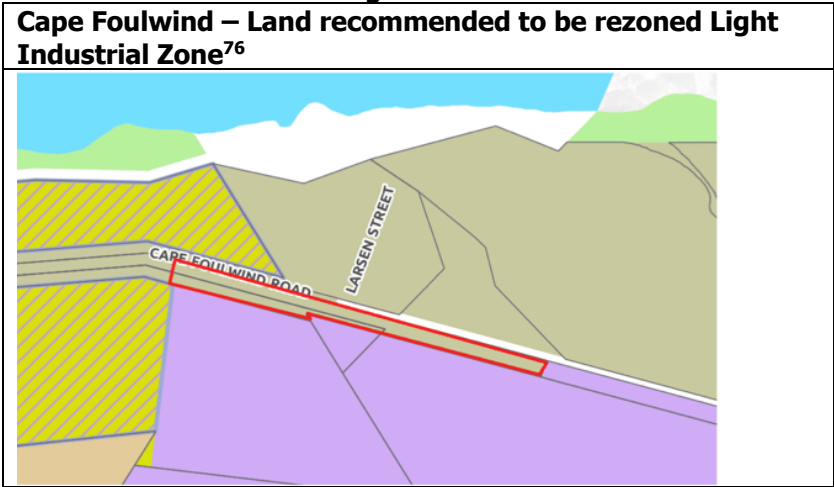 Cape Foulwind – Land recommended to be rezoned Light
Industrial Zone76
CAPE FOULWIND ROAD
LARSEN STREET